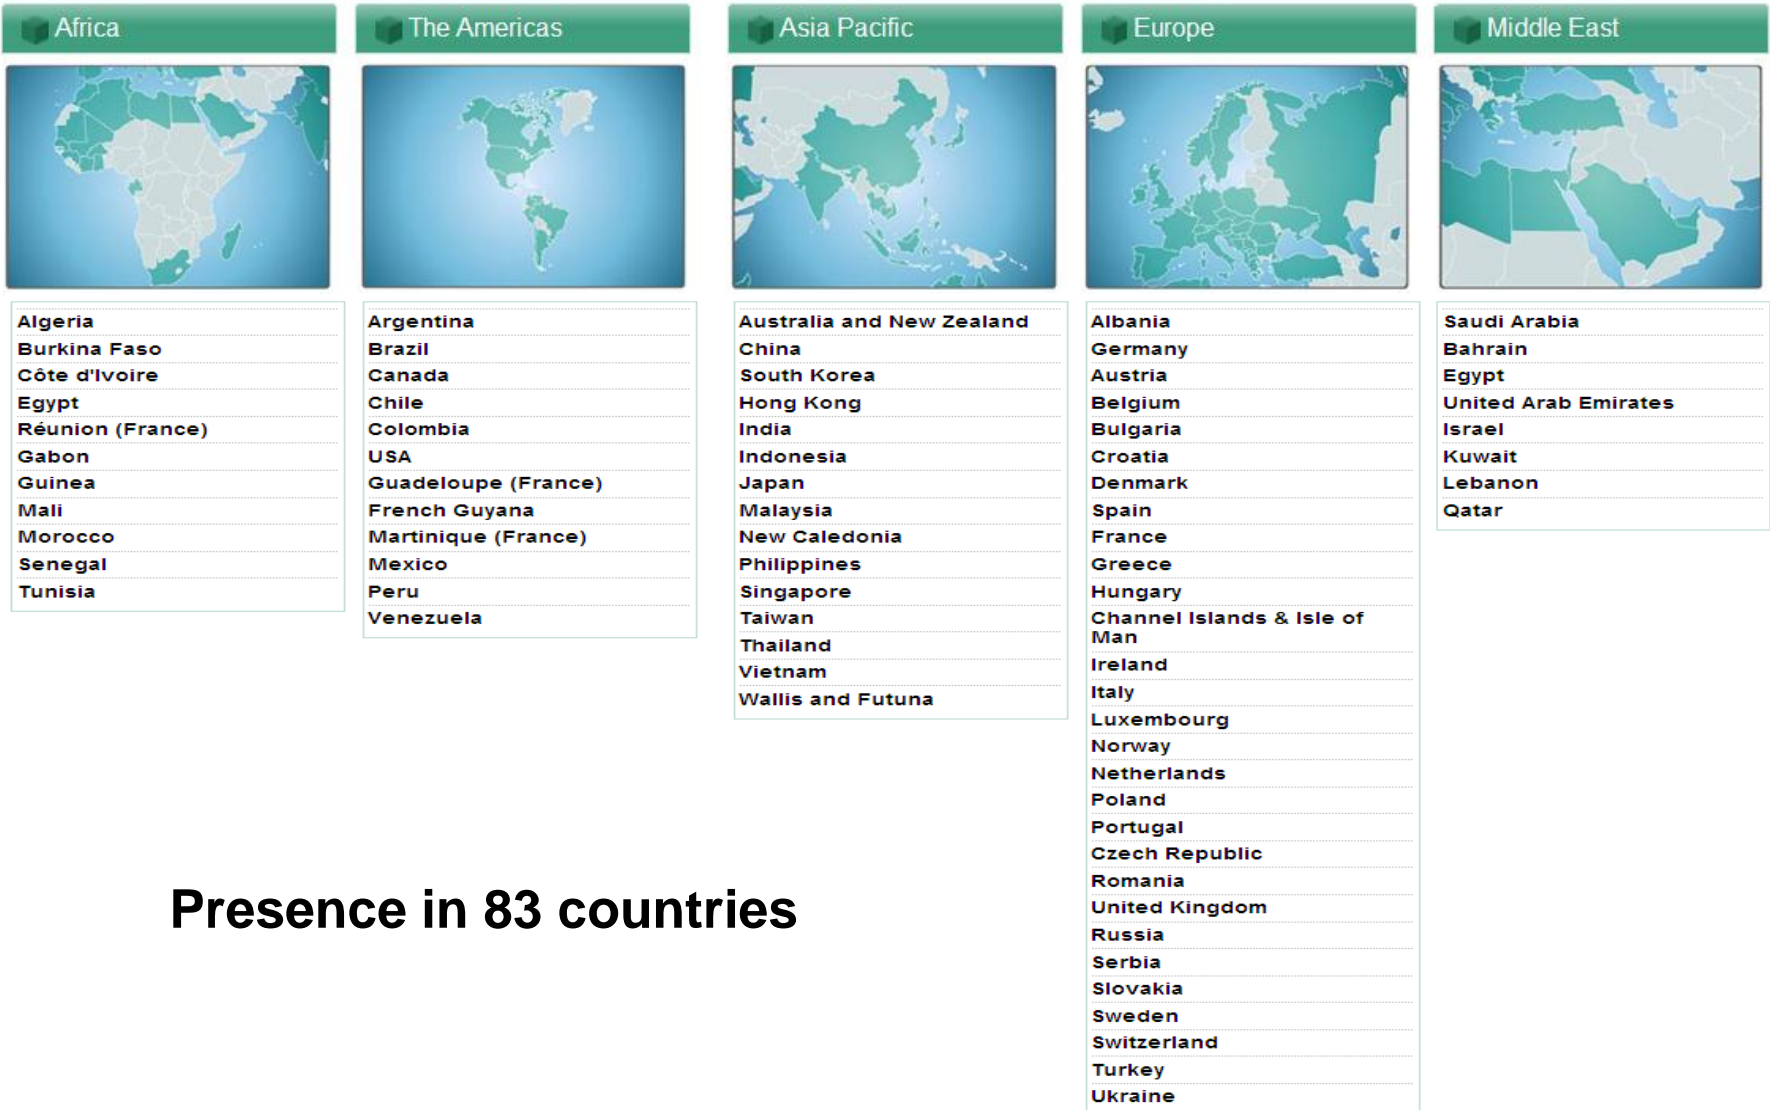 Africa
Algeria
Burkina Faso
Côte d'Ivoire
Egypt
Réunion (France)
Gabon
Guinea
Mali
Morocco
Senegal
Tunisia
The Americas
Argentina
Brazil
Canada
Chile
Colombia
USA
Guadeloupe (France)
French Guyana
Martinique (France)
Mexico
Peru
Venezuela
Asia Pacific
Australia and New Zealand
China
South Korea
Hong Kong
India
Indonesia
Japan
Malaysia
New Caledonia
Philippines
Singapore
Taiwan
Thailand
Vietnam
Wallis and Futuna
Europe
Albania
Germany
Austria
Belgium
Bulgaria
Croatia
Denmark
Spain
France
Greece
Hungary
Channel Islands & Isle of
Man
Ireland
Italy
Luxembourg
Norway
Netherlands
Poland
Portugal
Czech Republic
Romania
United Kingdom
Russia
Serbia
Slovakia
Sweden
Switzerland
Turkey
Ukraine
Middle East
Saudi Arabia
Bahrain
Egypt
United Arab Emirates
Israel
Kuwait
Lebanon
Qatar
Presence in 83 countries